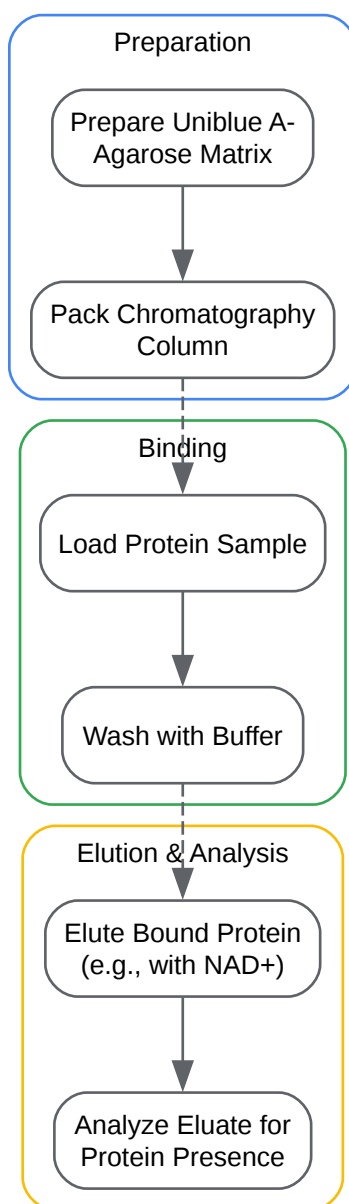 Preparation
Prepare Uniblue A-
Agarose Matrix
Pack Chromatography
Column
Binding
Load Protein Sample
Wash with Buffer
Elution & Analysis
Elute Bound Protein
(e.g., with NAD+)
Analyze Eluate for
Protein Presence